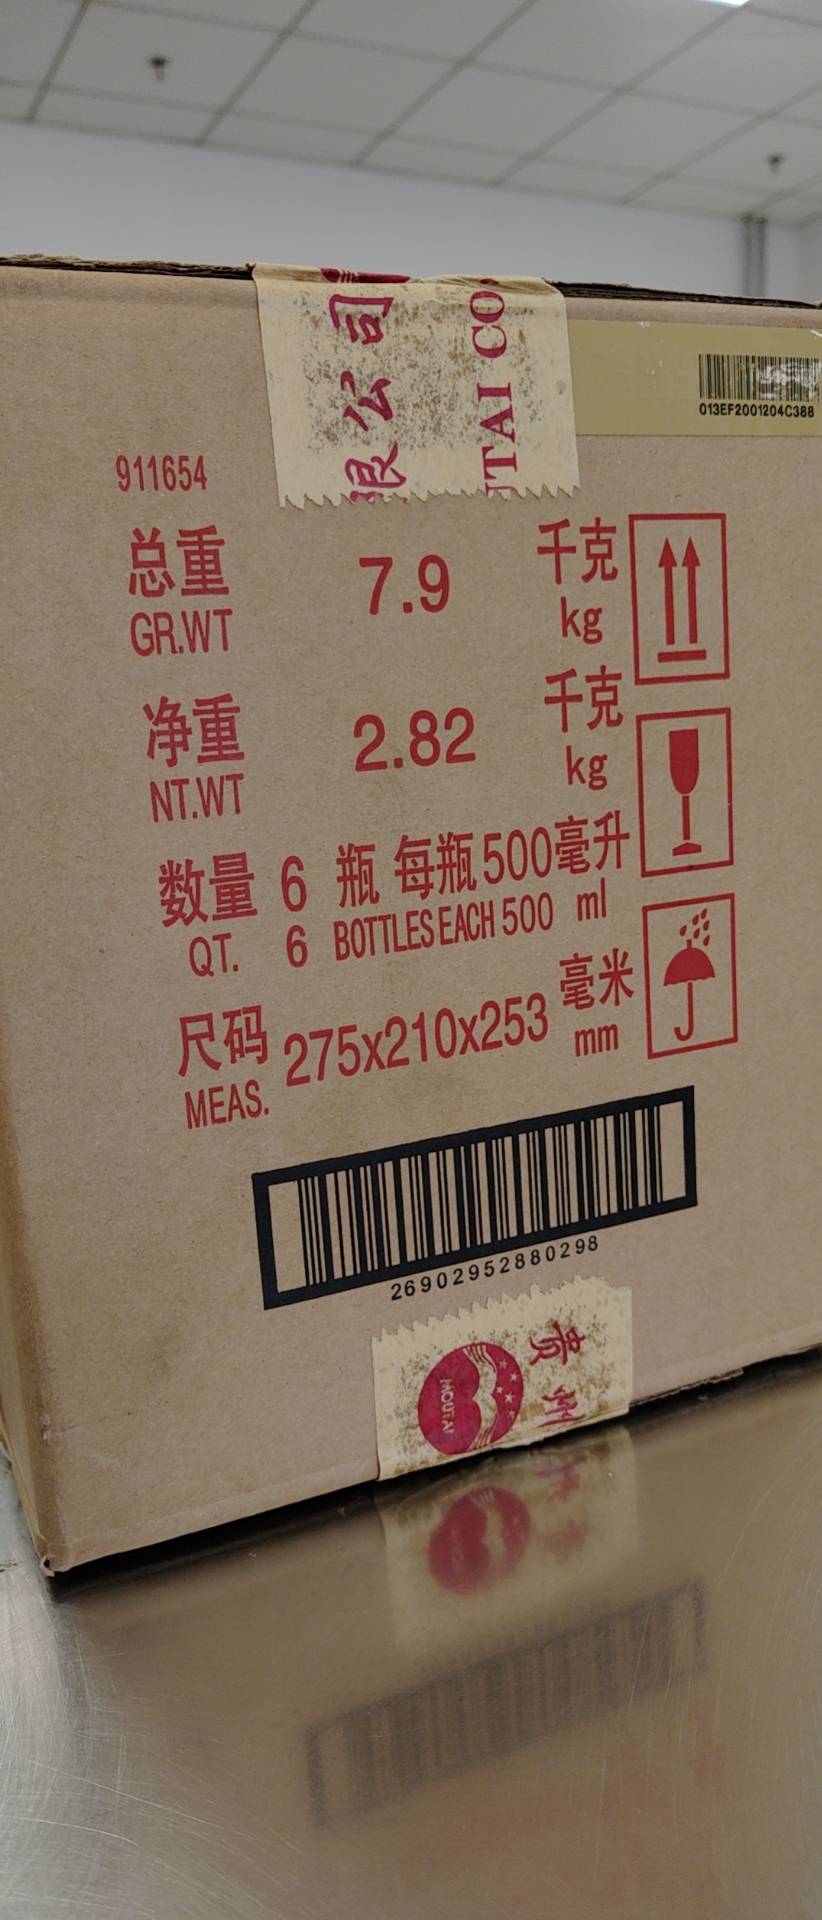 限公司
UTAI CO
013EF2001204C388
911654
总重 7.9 千克
GR.WT kg
净重 2.82 千克
NT.WT kg
数量 6 瓶 每瓶500毫升
QT. 6 BOTTLES EACH 500 ml
尺码 275x210x253 毫米
MEAS. mm
26902952880298
贵州
MOUTAI